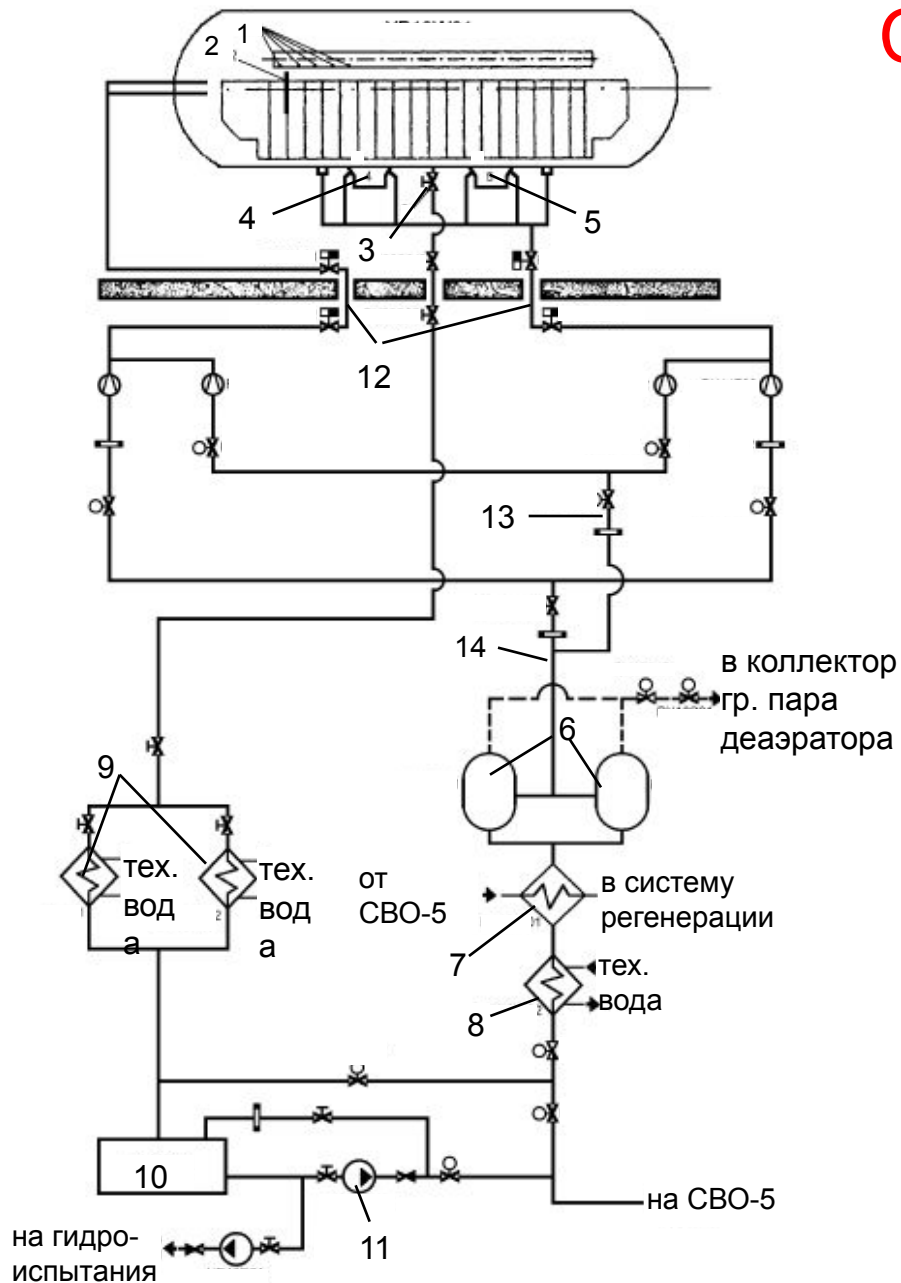 1
2
4
3
5
12
13
14
в коллектор
гр. пара
деаэратора
6
9
тех.
вод
а
тех.
вод
а
от
СВО-5
в систему
регенерации
7
тех.
вода
8
10
11
на СВО-5
на гидро-
испытания